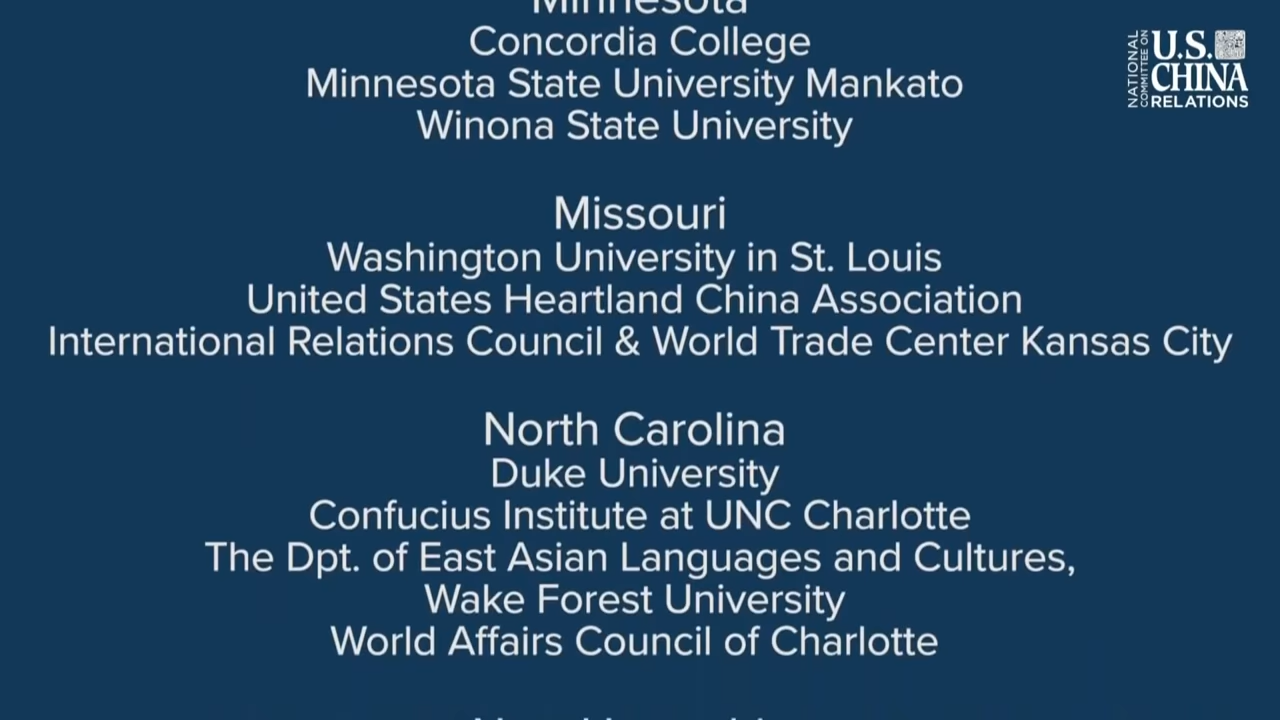 Minnesota
Concordia College
Minnesota State University Mankato
Winona State University
Missouri
Washington University in St. Louis
United States Heartland China Association
International Relations Council & World Trade Center Kansas City
North Carolina
Duke University
Confucius Institute at UNC Charlotte
The Dpt. of East Asian Languages and Cultures,
Wake Forest University
World Affairs Council of Charlotte
NATIONAL
COMMITTEE ON
U.S.
CHINA
RELATIONS